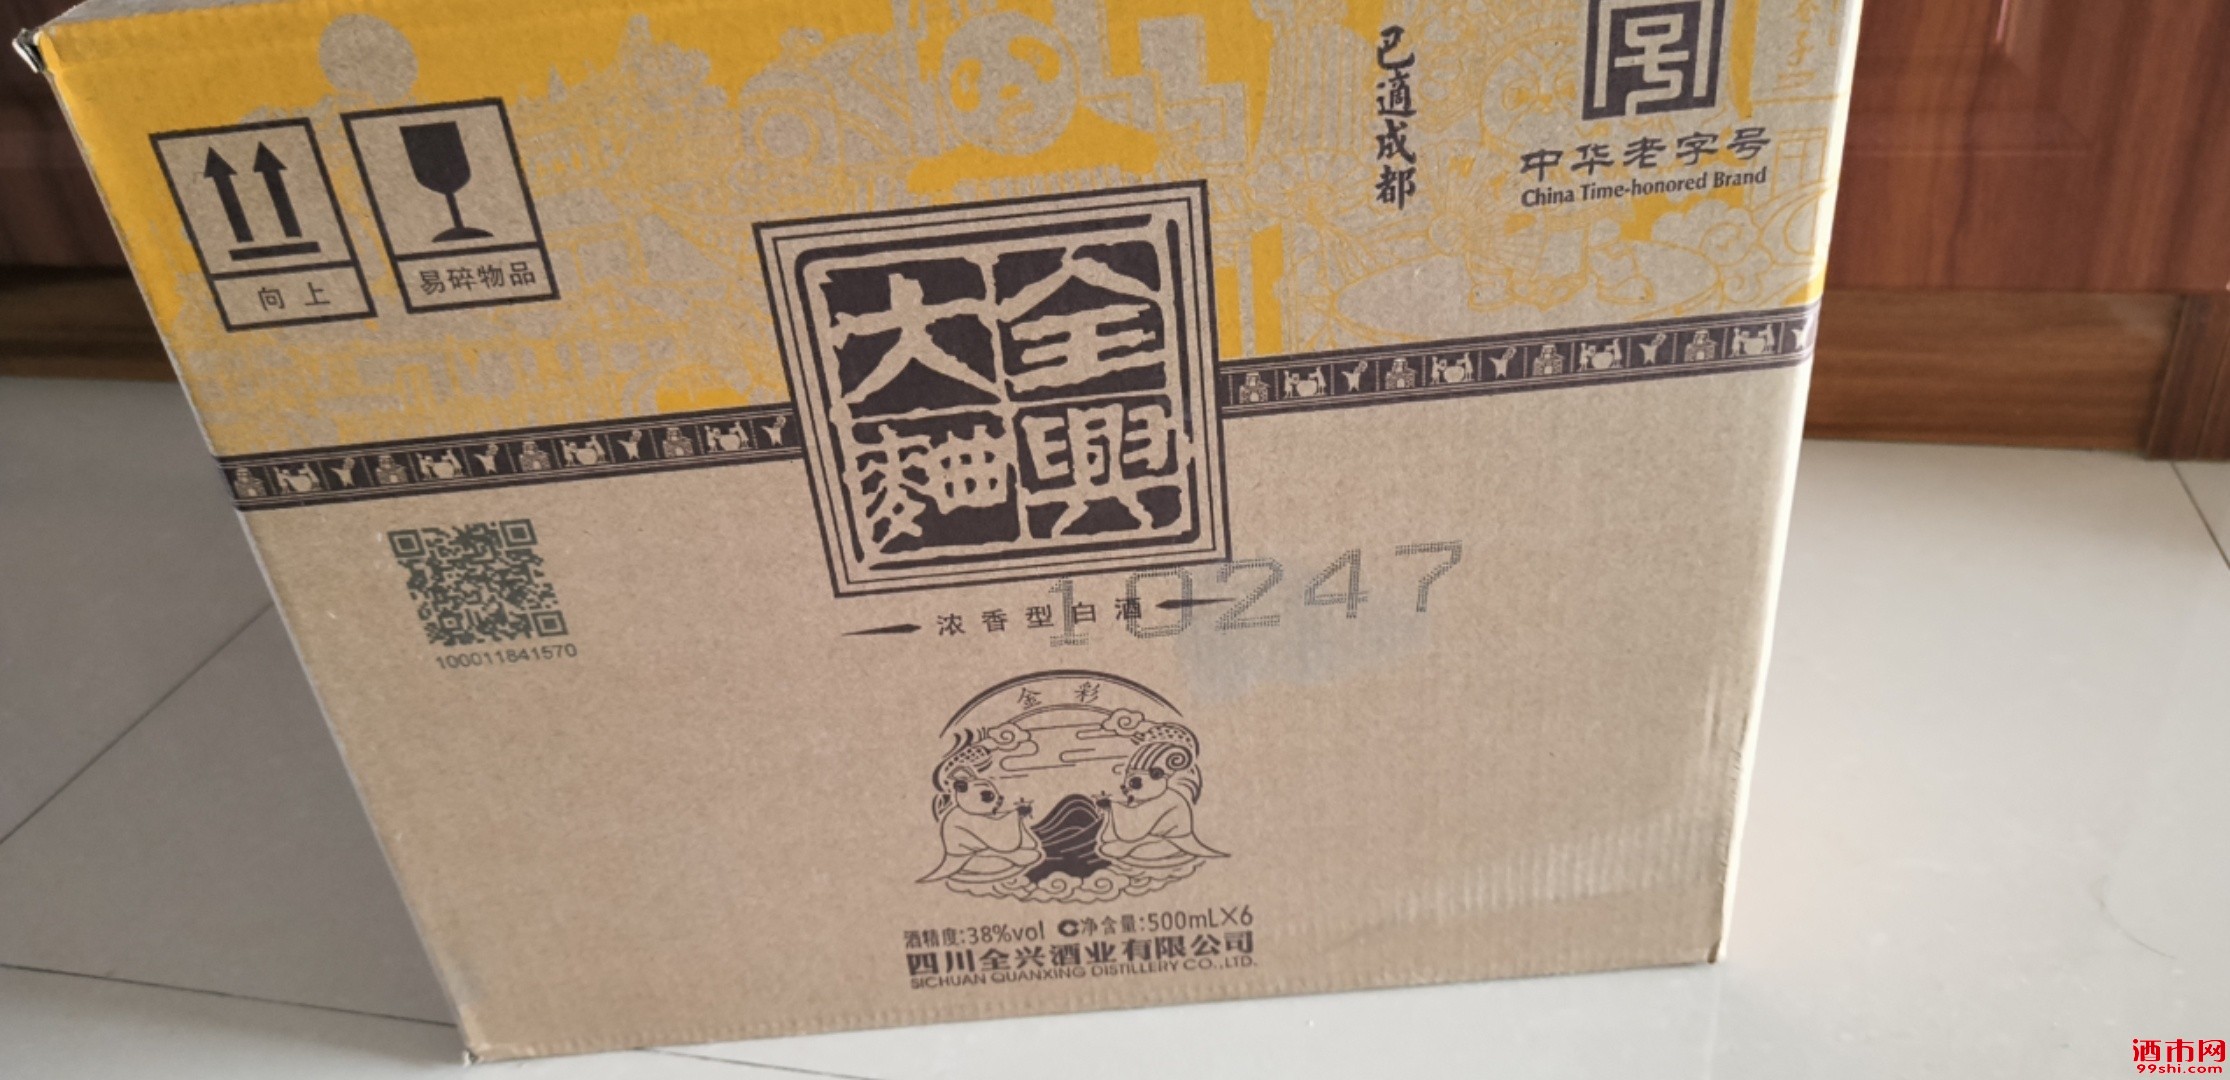 巴適成都
中华老字号
China Time-honored Brand
向上
易碎物品
全興
大麯
浓香型白酒
10247
100011841570
金彩
酒精度:38%vol 净含量:500mL×6
四川全兴酒业有限公司
SICHUAN QUANXING DISTILLERY CO.,LTD.
酒市网
99shi.com